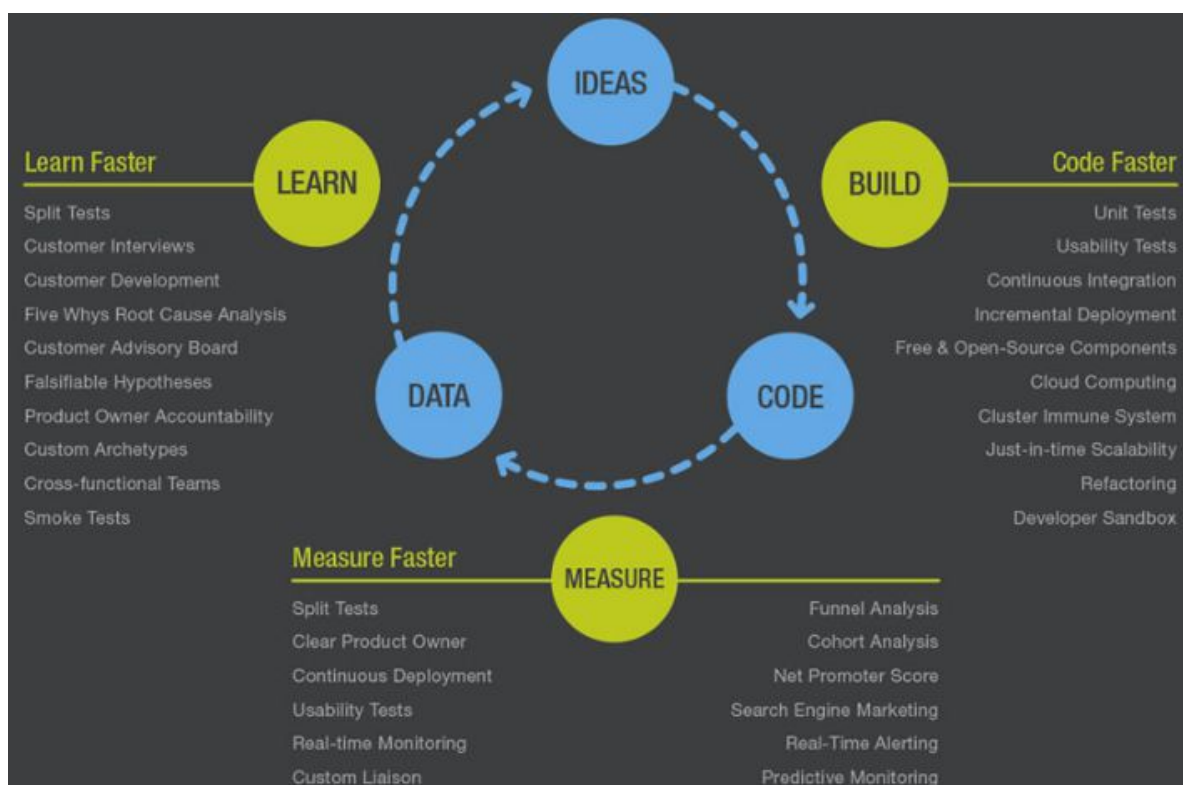 IDEAS
LEARN
BUILD
DATA
CODE
MEASURE
Learn Faster
Split Tests
Customer Interviews
Customer Development
Five Whys Root Cause Analysis
Customer Advisory Board
Falsifiable Hypotheses
Product Owner Accountability
Custom Archetypes
Cross-functional Teams
Smoke Tests
Code Faster
Unit Tests
Usability Tests
Continuous Integration
Incremental Deployment
Free & Open-Source Components
Cloud Computing
Cluster Immune System
Just-in-time Scalability
Refactoring
Developer Sandbox
Measure Faster
Split Tests
Clear Product Owner
Continuous Deployment
Usability Tests
Real-time Monitoring
Custom Liaison
Funnel Analysis
Cohort Analysis
Net Promoter Score
Search Engine Marketing
Real-Time Alerting
Predictive Monitoring